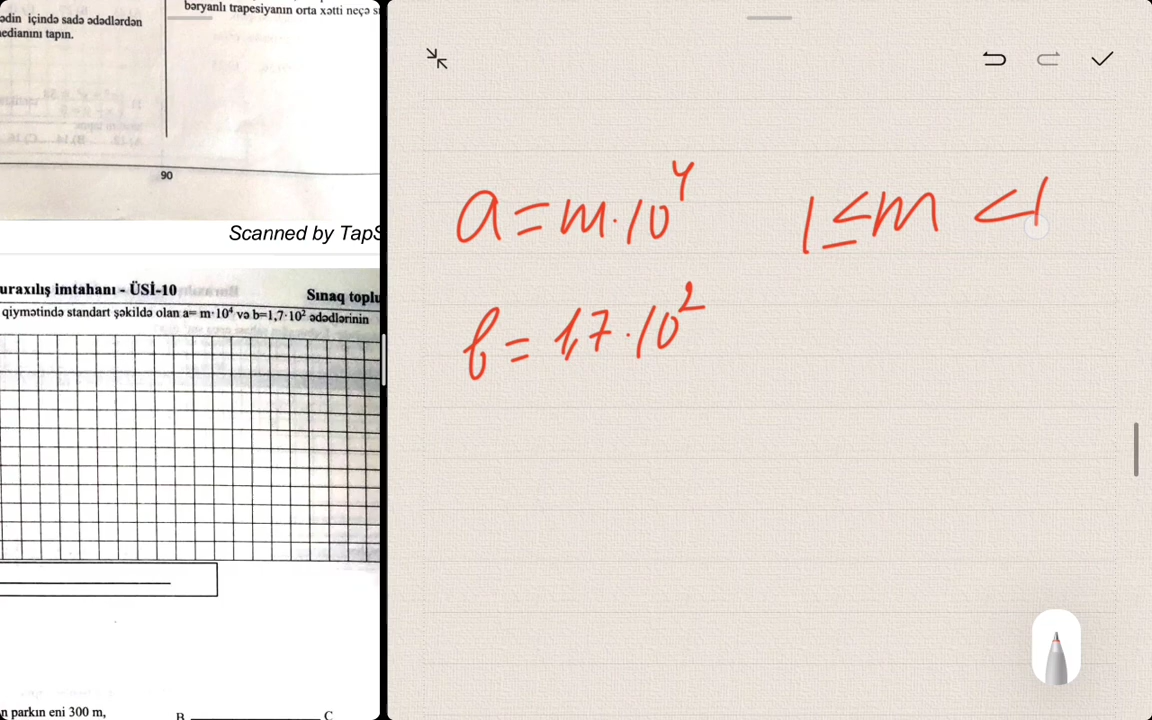 ədin içində sadə ədədlərdən
edianını tapın.
bəryanlı trapesiyanın orta xətti neçə s
90
Scanned by TapS
uraxılış imtahanı - ÜSİ-10
Sınaq toplu
qiymətində standart şəkildə olan a= m·10⁴ və b=1,7·10² ədədlərinin
n parkın eni 300 m,
B
C
a=m·10⁴ 1≤m<1
b=1,7·10²